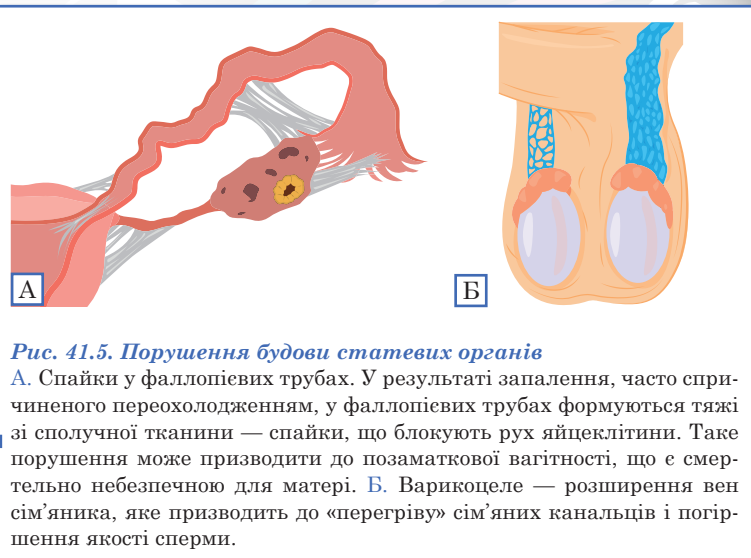 А
Б
Рис. 41.5. Порушення будови статевих органів
А. Спайки у фаллопієвих трубах. У результаті запалення, часто спри-
чиненого переохолодженням, у фаллопієвих трубах формуються тяжі
зі сполучної тканини — спайки, що блокують рух яйцеклітини. Таке
порушення може призводити до позаматкової вагітності, що є смер-
тельно небезпечною для матері. Б. Варикоцеле — розширення вен
сім’яника, яке призводить до «перегріву» сім’яних канальців і погір-
шення якості сперми.